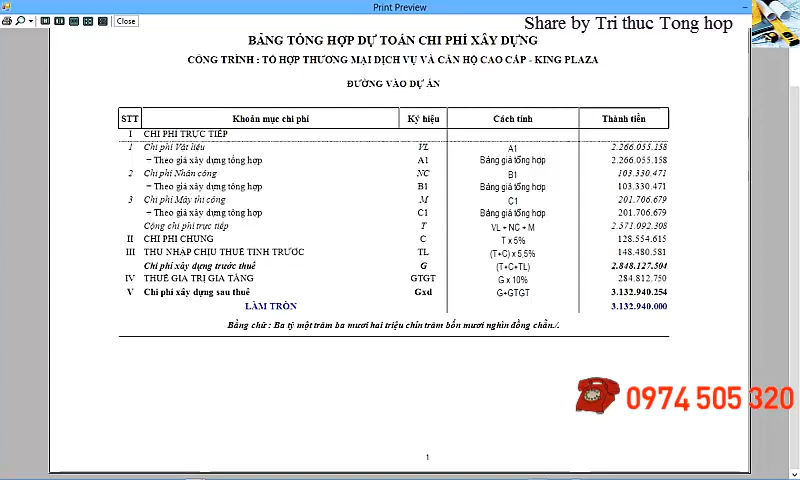 Print Preview
Close
Share by Tri thuc Tong hop
BẢNG TỔNG HỢP DỰ TOÁN CHI PHÍ XÂY DỰNG
CÔNG TRÌNH : TỔ HỢP THƯƠNG MẠI DỊCH VỤ VÀ CĂN HỘ CAO CẤP - KING PLAZA
ĐƯỜNG VÀO DỰ ÁN
STT Khoản mục chi phí Ký hiệu Cách tính Thành tiền
I CHI PHÍ TRỰC TIẾP
1 Chi phí Vật liệu VL A1 2.266.055.158
− Theo giá xây dựng tổng hợp A1 Bảng giá tổng hợp 2.266.055.158
2 Chi phí Nhân công NC B1 103.330.471
− Theo giá xây dựng tổng hợp B1 Bảng giá tổng hợp 103.330.471
3 Chi phí Máy thi công M C1 201.706.679
− Theo giá xây dựng tổng hợp C1 Bảng giá tổng hợp 201.706.679
Cộng chi phí trực tiếp T VL + NC + M 2.571.092.308
II CHI PHÍ CHUNG C T x 5% 128.554.615
III THU NHẬP CHỊU THUẾ TÍNH TRƯỚC TL (T+C) x 5,5% 148.480.581
Chi phí xây dựng trước thuế G (T+C+TL) 2.848.127.504
IV THUẾ GIÁ TRỊ GIA TĂNG GTGT G x 10% 284.812.750
V Chi phí xây dựng sau thuế Gxd G+GTGT 3.132.940.254
LÀM TRÒN 3.132.940.000
Bằng chữ : Ba tỷ một trăm ba mươi hai triệu chín trăm bốn mươi nghìn đồng chẵn./.
0974 505 320
1